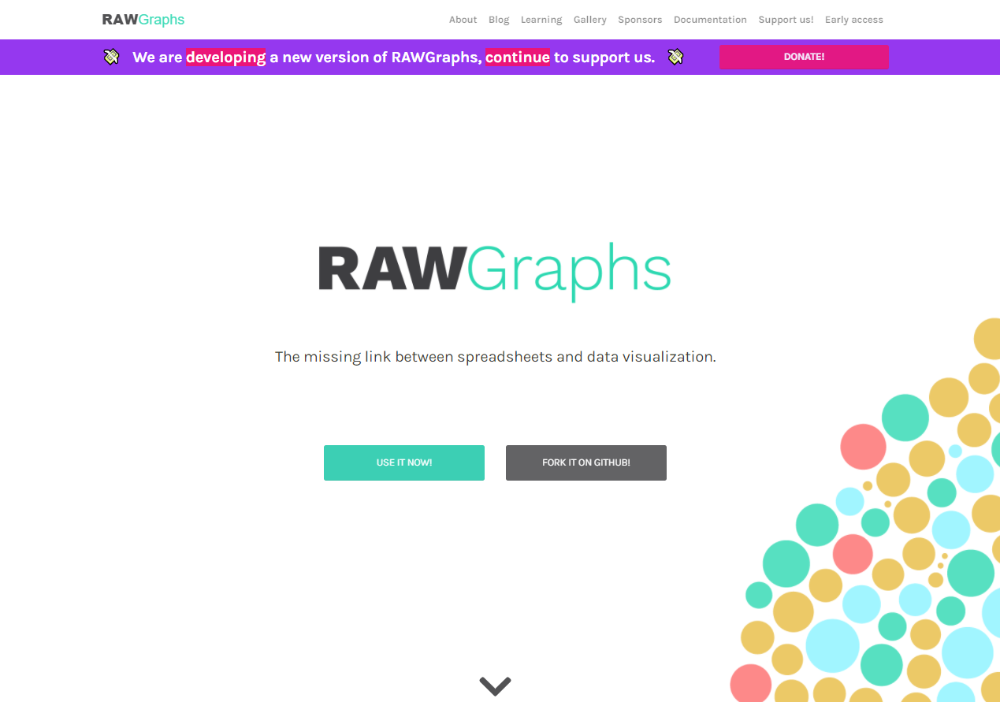 RAWGraphs
About Blog Learning Gallery Sponsors Documentation Support us! Early access
We are developing a new version of RAWGraphs, continue to support us.
DONATE!
RAWGraphs
The missing link between spreadsheets and data visualization.
USE IT NOW!
FORK IT ON GITHUB!